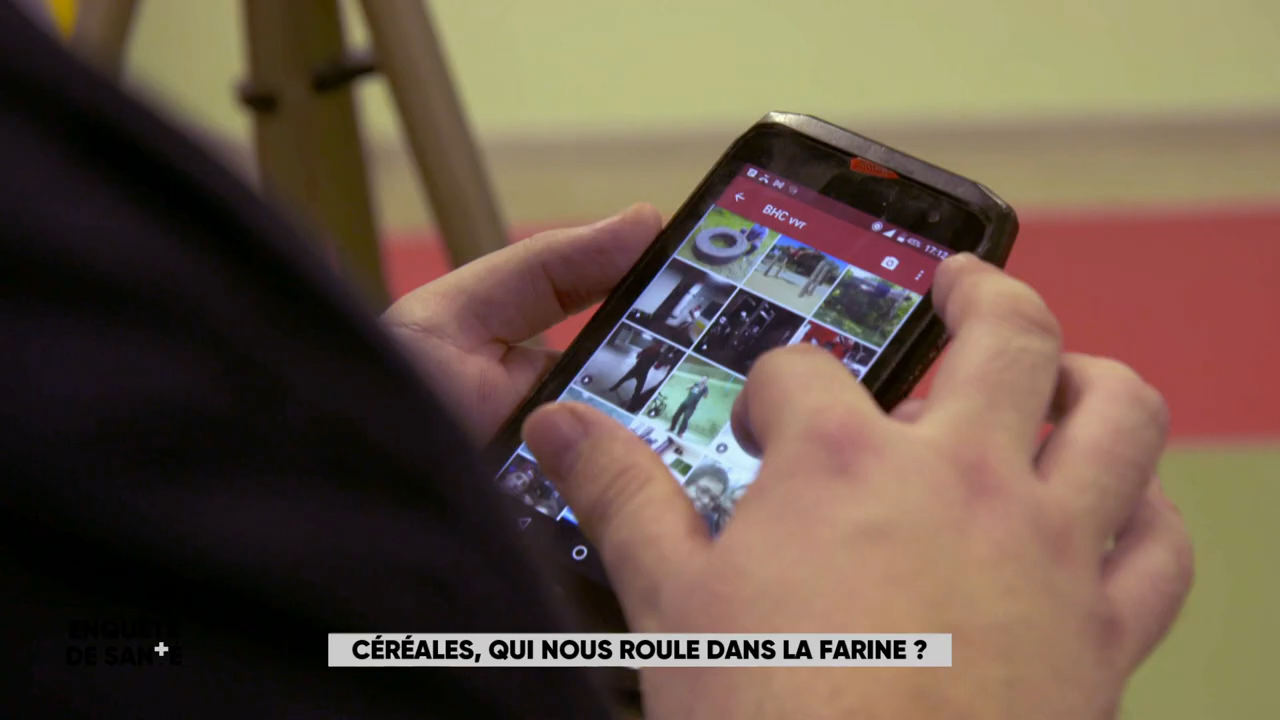 BHC vvr
17:12
ENQUÊTE
DE SANTÉ
CÉRÉALES, QUI NOUS ROULE DANS LA FARINE ?